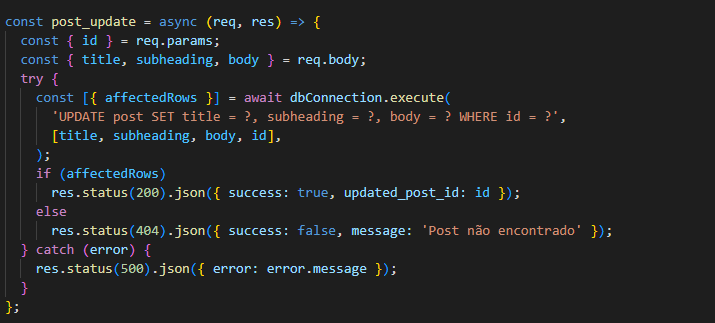 const post_update = async (req, res) => {
  const { id } = req.params;
  const { title, subheading, body } = req.body;
  try {
    const [{ affectedRows }] = await dbConnection.execute(
      'UPDATE post SET title = ?, subheading = ?, body = ? WHERE id = ?',
      [title, subheading, body, id],
    );
    if (affectedRows)
      res.status(200).json({ success: true, updated_post_id: id });
    else
      res.status(404).json({ success: false, message: 'Post não encontrado' });
  } catch (error) {
    res.status(500).json({ error: error.message });
  }
};